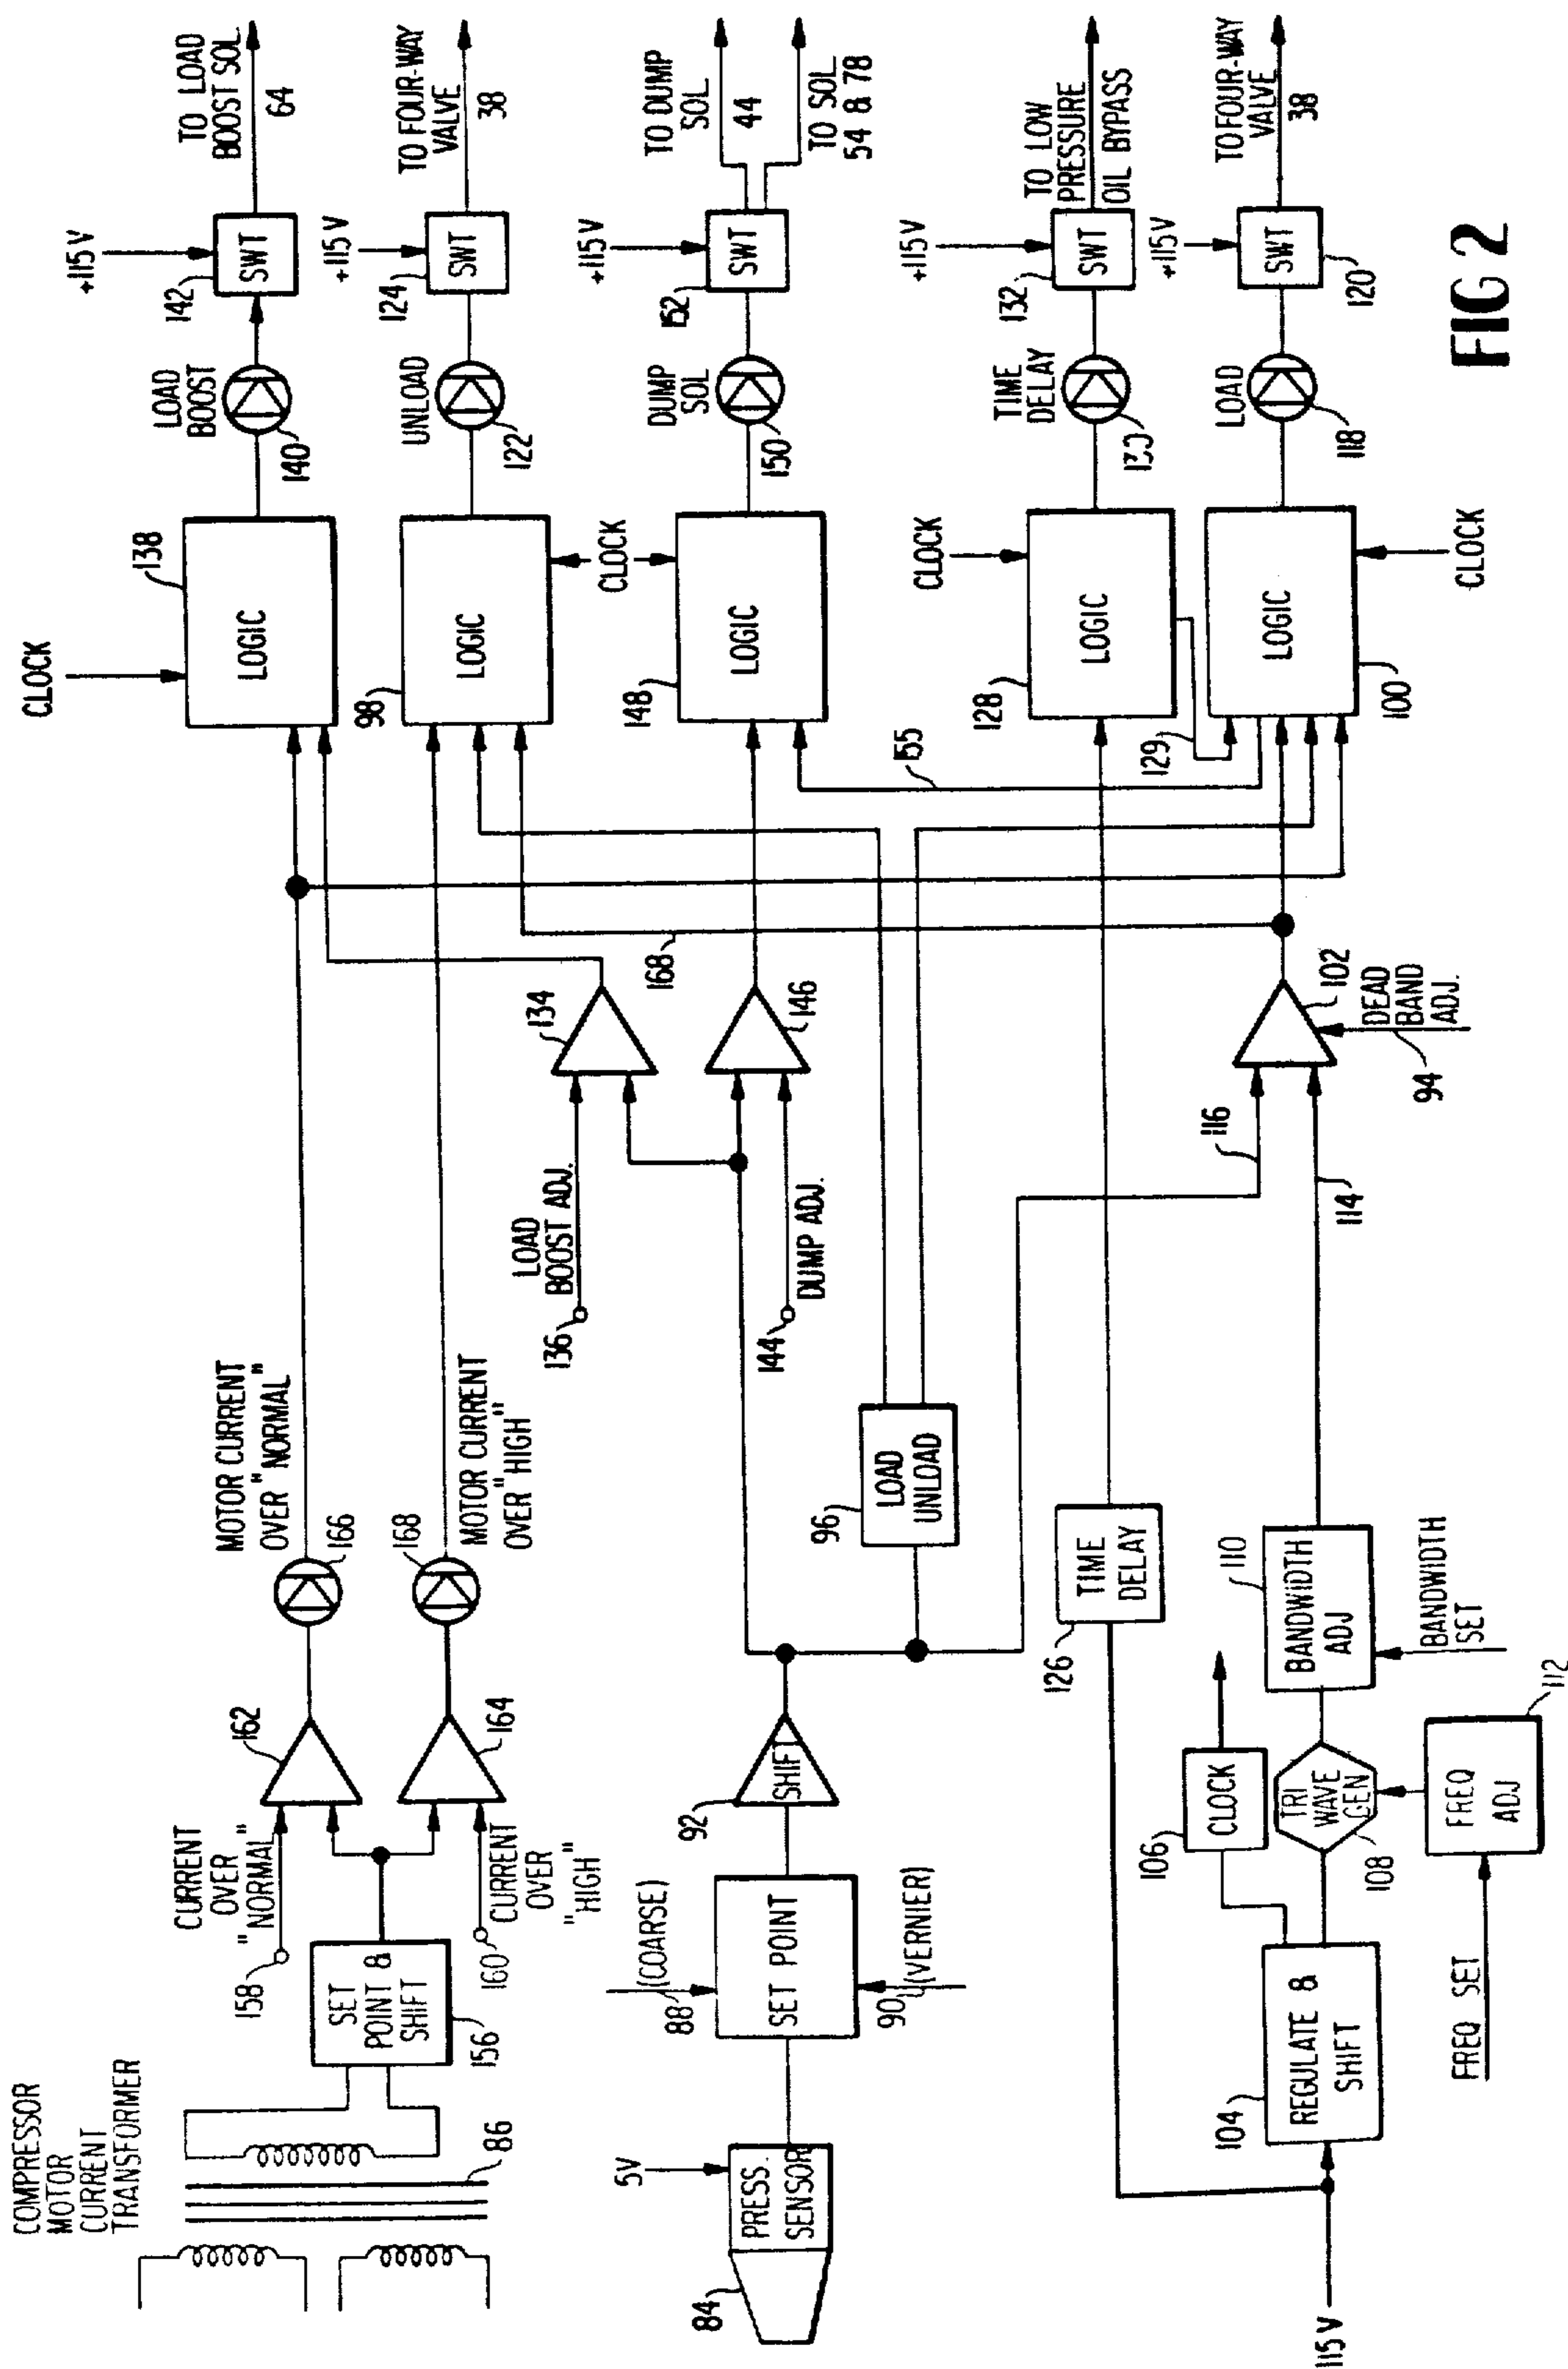 COMPRESSOR
MOTOR
CURRENT
TRANSFORMER
86
SET
POINT &
SHIFT
156
158
CURRENT
OVER
"NORMAL"
160
CURRENT
OVER
"HIGH"
162
164
166
168
MOTOR CURRENT
OVER "NORMAL"
MOTOR CURRENT
OVER "HIGH"
CLOCK
138
LOGIC
LOAD
BOOST
140
+115V
142
SWT
TO LOAD
BOOST SOL.
64
98
LOGIC
UNLOAD
122
+115V
124
SWT
TO FOUR-WAY
VALVE
38
CLOCK
84
PRESS.
SENSOR
5V
SET POINT
88
(COARSE)
90
(VERNIER)
92
SHIFT
136
LOAD
BOOST ADJ.
134
144
DUMP ADJ.
146
168
96
LOAD
UNLOAD
148
LOGIC
155
DUMP
SOL
150
+115V
152
SWT
TO DUMP
SOL.
44
TO SOL.
54 & 78
126
TIME
DELAY
CLOCK
128
LOGIC
129
TIME
DELAY
130
+115V
132
SWT
TO LOW
PRESSURE
OIL BYPASS
115V
104
REGULATE &
SHIFT
106
CLOCK
TRI
WAVE
GEN
108
FREQ SET
FREQ
ADJ
112
110
BANDWIDTH
ADJ
BANDWIDTH
SET
114
116
102
DEAD
BAND
ADJ.
94
LOGIC
100
CLOCK
LOAD
118
+115V
120
SWT
TO FOUR-WAY
VALVE
38
FIG 2